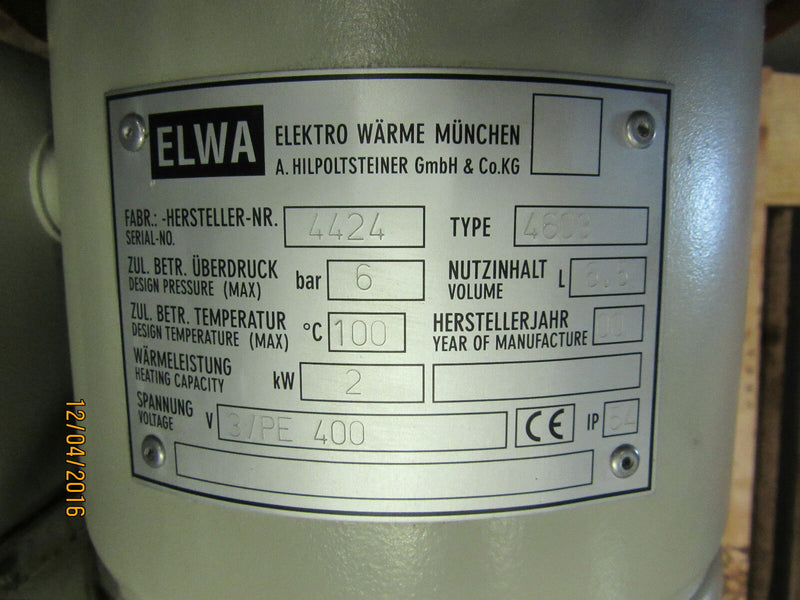 ELWA ELEKTRO WÄRME MÜNCHEN
A. HILPOLTSTEINER GmbH & Co.KG
FABR.: -HERSTELLER-NR. 4424 TYPE
SERIAL-NO.
ZUL. BETR. ÜBERDRUCK bar 6 NUTZINHALT L
DESIGN PRESSURE (MAX) VOLUME
ZUL. BETR. TEMPERATUR °C 100 HERSTELLERJAHR
DESIGN TEMPERATURE (MAX) YEAR OF MANUFACTURE
WÄRMELEISTUNG kW 2
HEATING CAPACITY
SPANNUNG V 3/PE 400 CE IP 54
VOLTAGE
12/04/2016